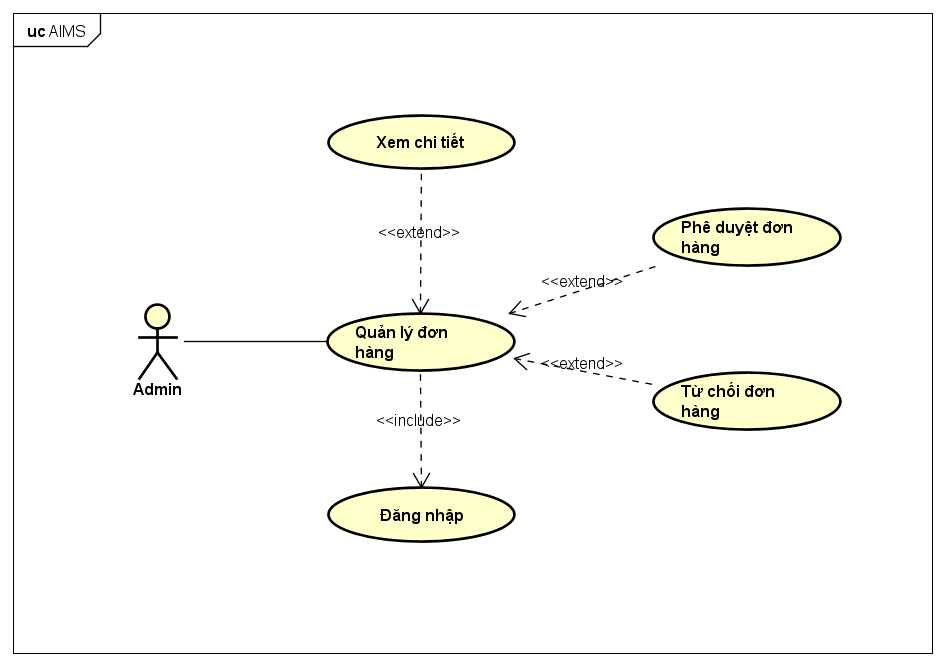 uc AIMS
Xem chi tiết
<<extend>>
Phê duyệt đơn
hàng
<<extend>>
Quản lý đơn
hàng
<<extend>>
Từ chối đơn
hàng
Admin
<<include>>
Đăng nhập